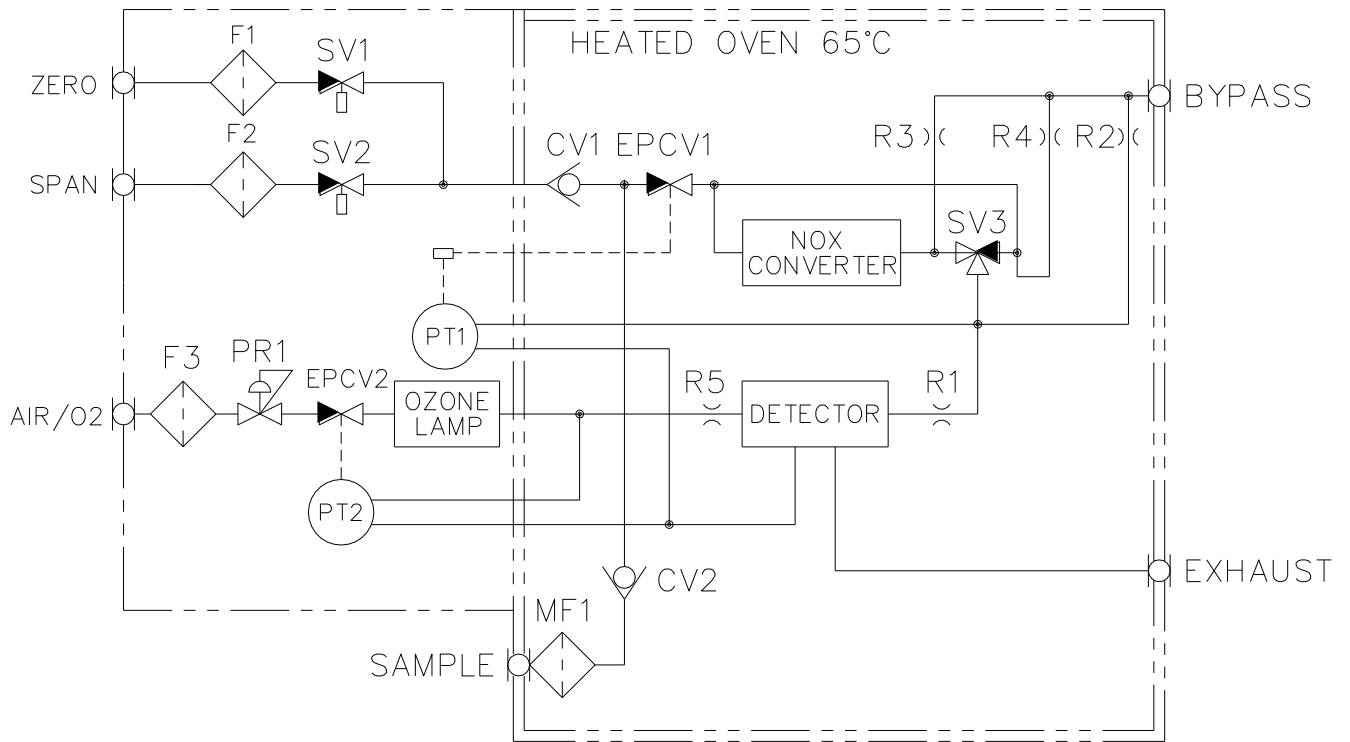 F1
SV1
HEATED OVEN 65°C
ZERO
BYPASS
F2
SV2
CV1
EPCV1
R3
R4
R2
SPAN
SV3
NOX
CONVERTER
PT1
F3
PR1
EPCV2
OZONE
LAMP
R5
DETECTOR
R1
AIR/O2
PT2
CV2
EXHAUST
MF1
SAMPLE